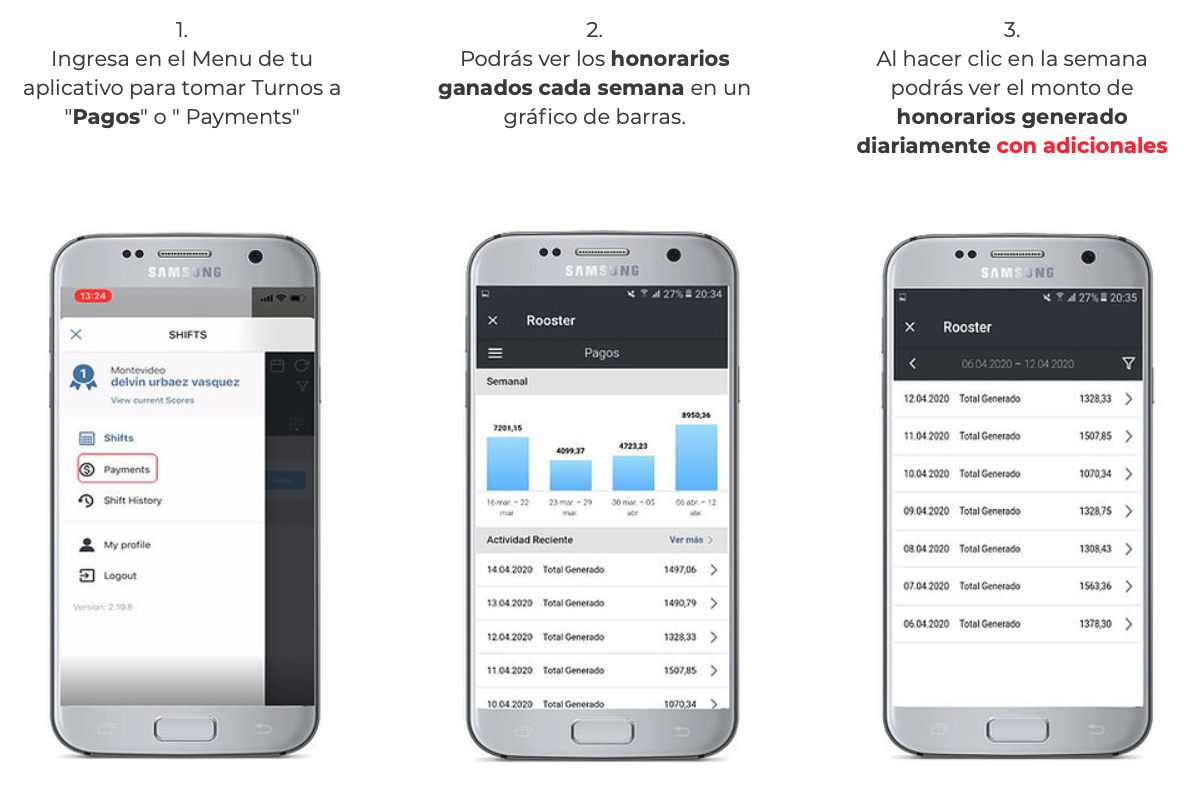 1.
Ingresa en el Menu de tu
aplicativo para tomar Turnos a
"Pagos" o " Payments"
2.
Podrás ver los honorarios
ganados cada semana en un
gráfico de barras.
3.
Al hacer clic en la semana
podrás ver el monto de
honorarios generado
diariamente con adicionales
SAMSUNG
13:24
SHIFTS
1
Montevideo
delvin urbaez vasquez
View current Scores
Shifts
Payments
Shift History
My profile
Logout
Version: 2.19.8
SAMSUNG
27% 20:34
Rooster
Pagos
Semanal
7201,15
4099,37
4723,23
8950,36
16 mar. – 22
mar.
23 mar. – 29
mar.
30 mar. – 05
abr.
06 abr. – 12
abr.
Actividad Reciente Ver más
14.04.2020 Total Generado 1497,06
13.04.2020 Total Generado 1490,79
12.04.2020 Total Generado 1328,33
11.04.2020 Total Generado 1507,85
10.04.2020 Total Generado 1070,34
SAMSUNG
27% 20:35
Rooster
06.04.2020 – 12.04.2020
12.04.2020 Total Generado 1328,33
11.04.2020 Total Generado 1507,85
10.04.2020 Total Generado 1070,34
09.04.2020 Total Generado 1328,75
08.04.2020 Total Generado 1308,43
07.04.2020 Total Generado 1563,36
06.04.2020 Total Generado 1378,30